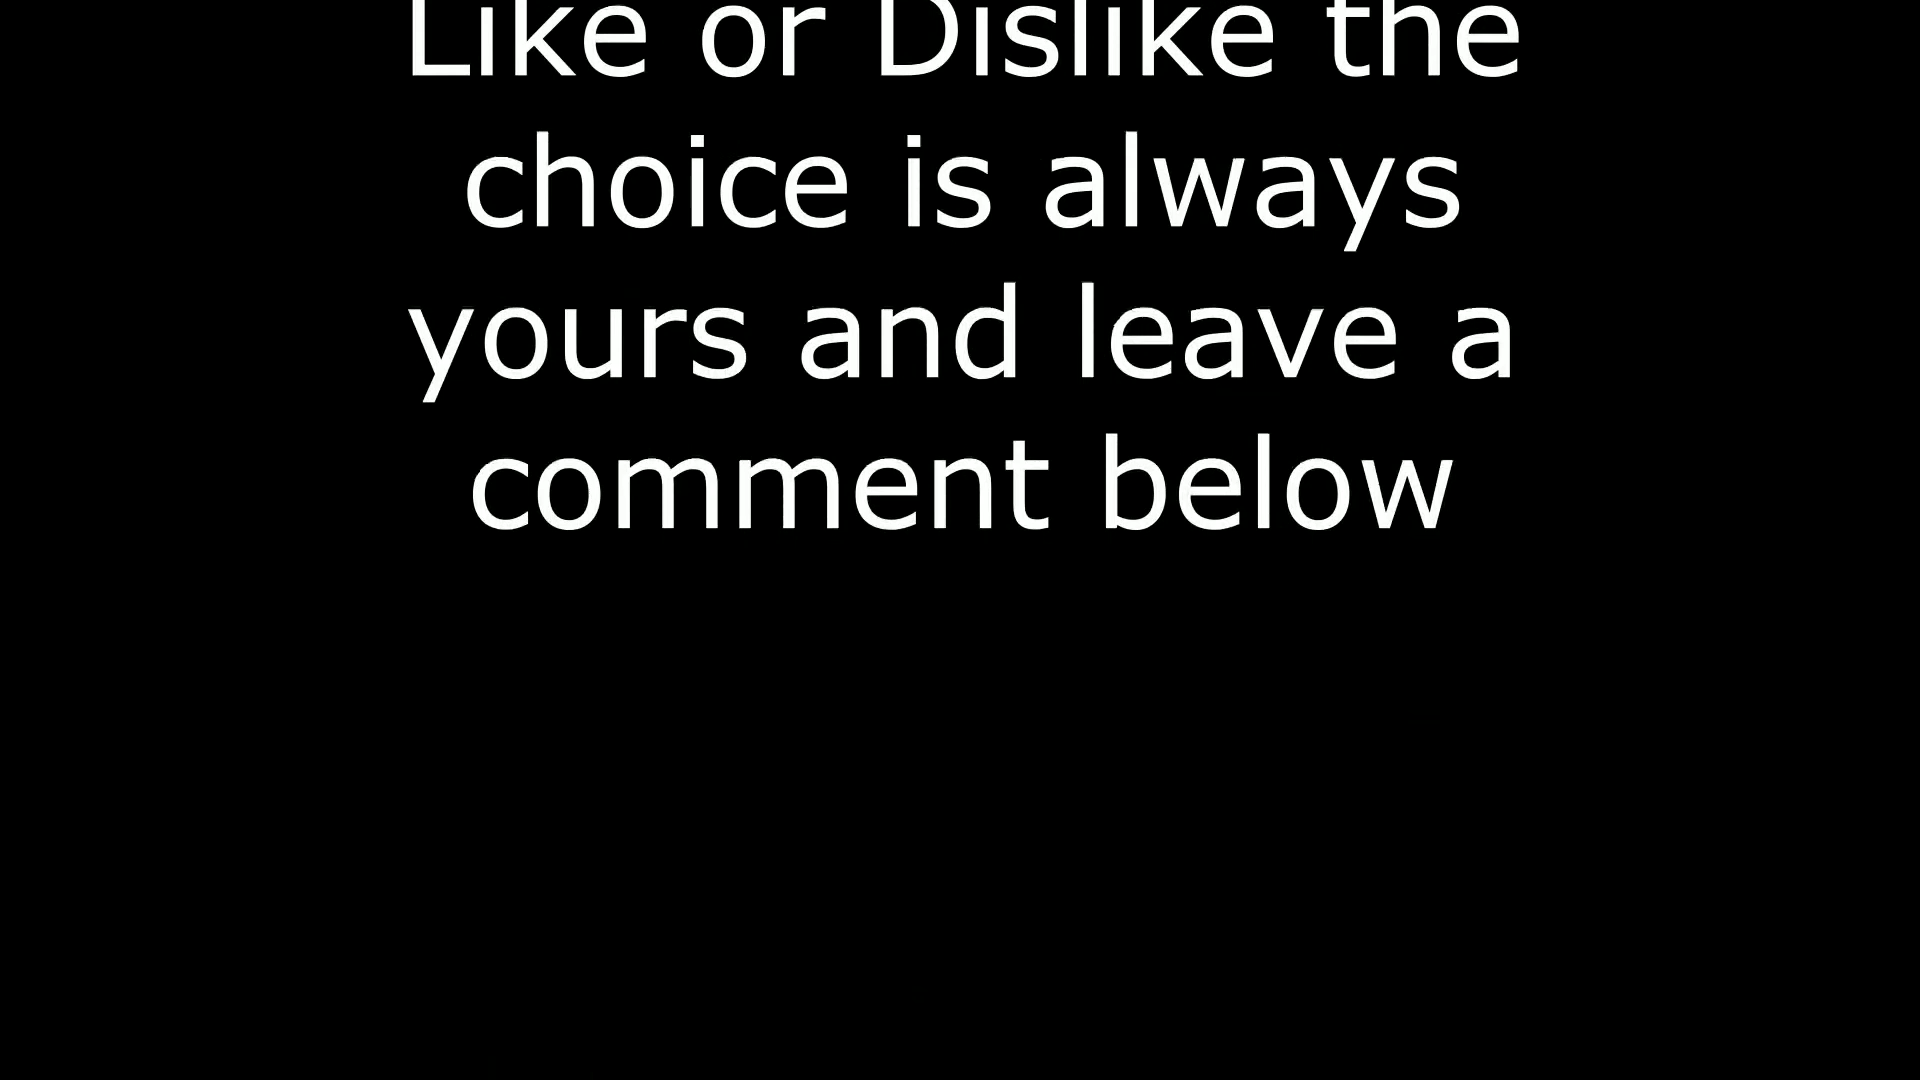 Like or Dislike the
choice is always
yours and leave a
comment below